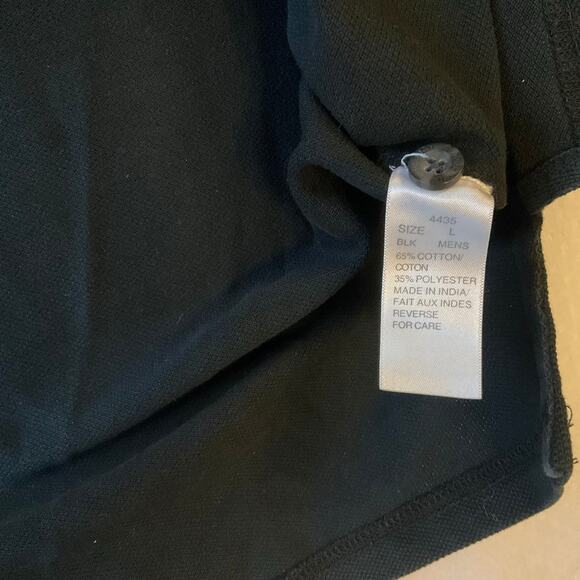 4435
SIZE L
BLK MENS
65% COTTON/
COTON
35% POLYESTER
MADE IN INDIA/
FAIT AUX INDES
REVERSE
FOR CARE